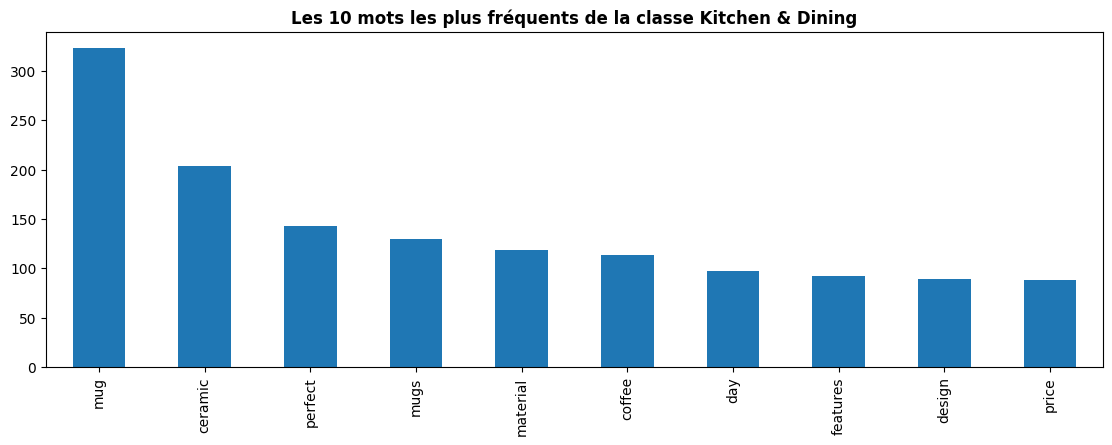 Les 10 mots les plus fréquents de la classe Kitchen & Dining
300
250
200
150
100
50
0
mug
ceramic
perfect
mugs
material
coffee
day
features
design
price